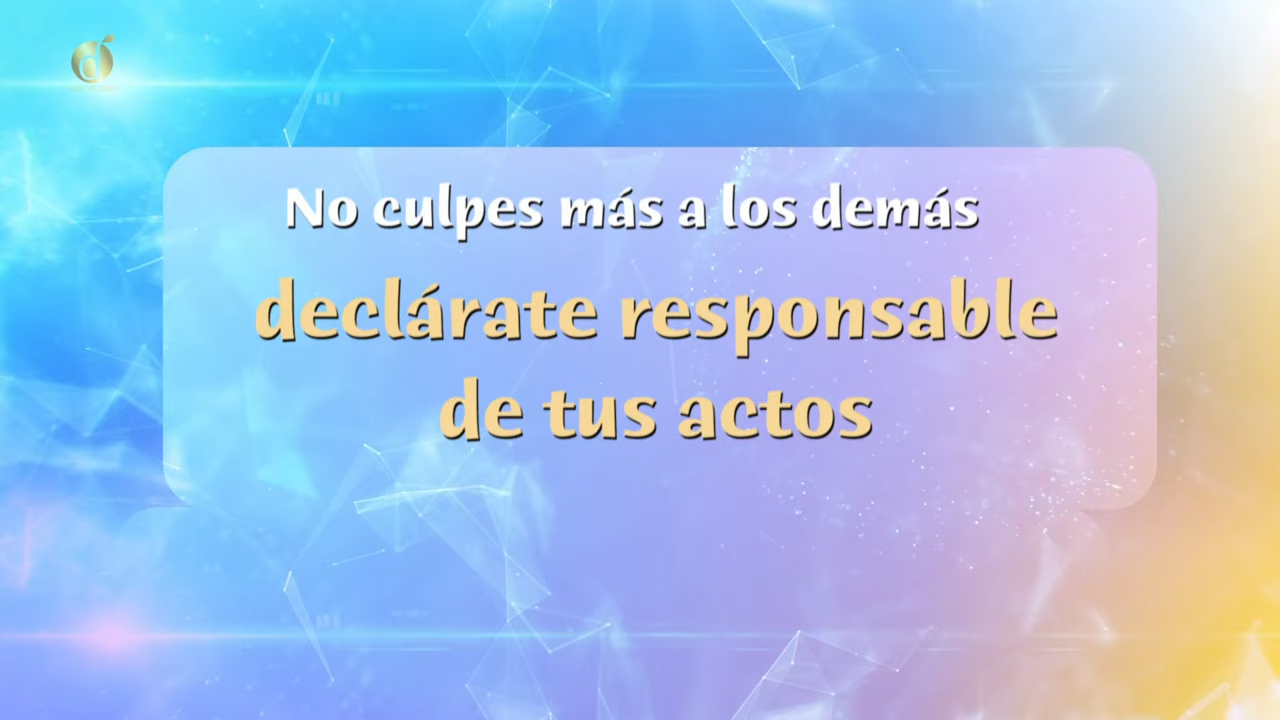 No culpes más a los demás
declárate responsable
de tus actos